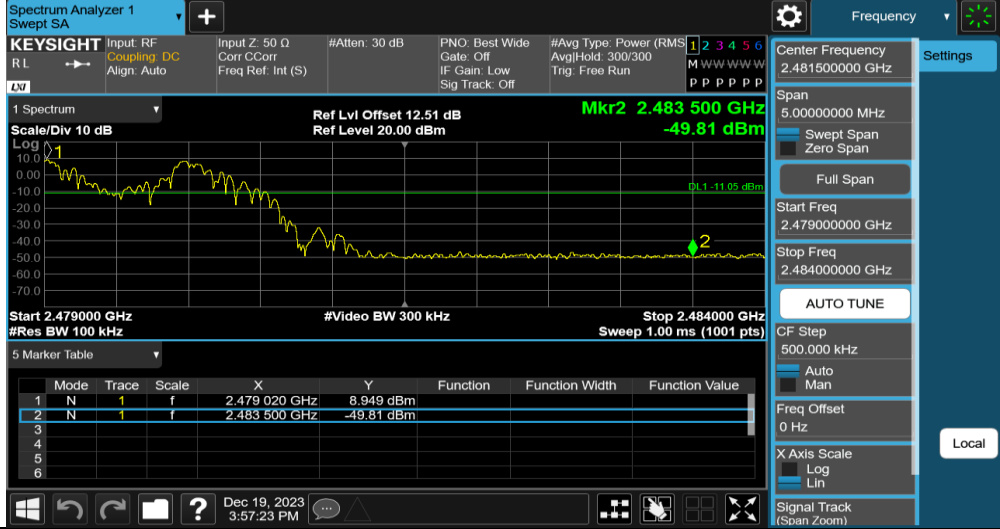 Spectrum Analyzer 1
Swept SA
Frequency
KEYSIGHT
RL
LXI
Input: RF
Coupling: DC
Align: Auto
Input Z: 50 Ω
Corr CCorr
Freq Ref: Int (S)
#Atten: 30 dB
PNO: Best Wide
Gate: Off
IF Gain: Low
Sig Track: Off
#Avg Type: Power (RMS
Avg|Hold: 300/300
Trig: Free Run
1 2 3 4 5 6
M W W W W W
P P P P P P
1 Spectrum
Scale/Div 10 dB
Ref Lvl Offset 12.51 dB
Ref Level 20.00 dBm
Mkr2 2.483 500 GHz
-49.81 dBm
Log
10.0
0.00
-10.0
-20.0
-30.0
-40.0
-50.0
-60.0
-70.0
1
DL1 -11.05 dBm
2
Start 2.479000 GHz
#Res BW 100 kHz
#Video BW 300 kHz
Stop 2.484000 GHz
Sweep 1.00 ms (1001 pts)
5 Marker Table
Mode Trace Scale X Y Function Function Width Function Value
1 N 1 f 2.479 020 GHz 8.949 dBm
2 N 1 f 2.483 500 GHz -49.81 dBm
3
4
5
6
Center Frequency
2.481500000 GHz
Span
5.00000000 MHz
Swept Span
Zero Span
Full Span
Start Freq
2.479000000 GHz
Stop Freq
2.484000000 GHz
AUTO TUNE
CF Step
500.000 kHz
Auto
Man
Freq Offset
0 Hz
X Axis Scale
Log
Lin
Signal Track
(Span Zoom)
Settings
Local
?
Dec 19, 2023
3:57:23 PM